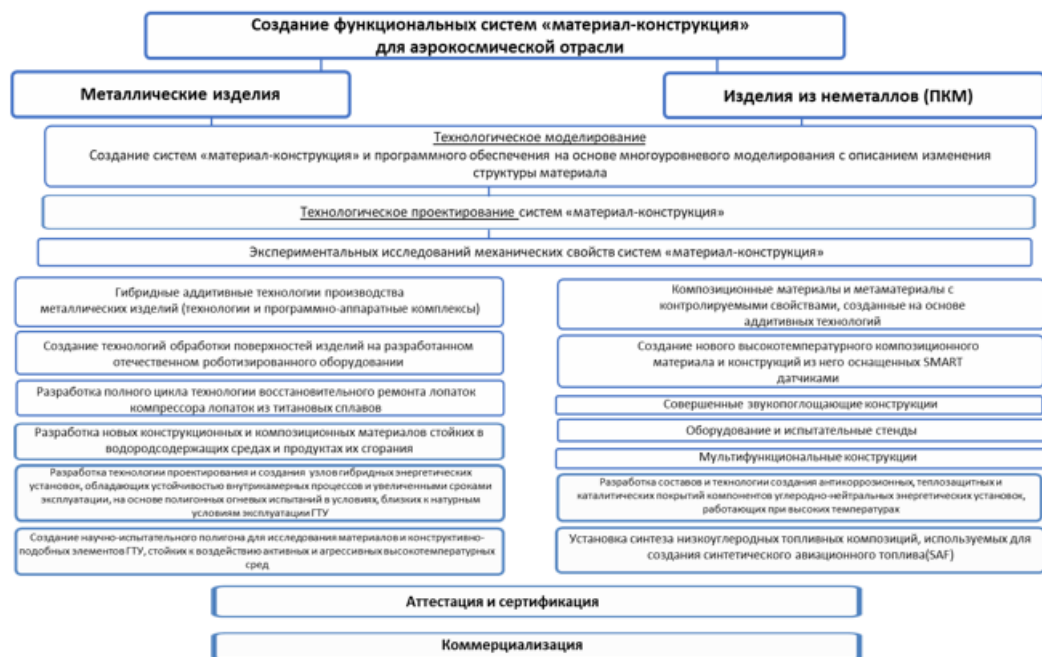 Создание функциональных систем «материал-конструкция»
для аэрокосмической отрасли
Металлические изделия
Изделия из неметаллов (ПКМ)
Технологическое моделирование
Создание систем «материал-конструкция» и программного обеспечения на основе многоуровневого моделирования с описанием изменения
структуры материала
Технологическое проектирование систем «материал-конструкция»
Экспериментальных исследований механических свойств систем «материал-конструкция»
Гибридные аддитивные технологии производства
металлических изделий (технологии и программно-аппаратные комплексы)
Создание технологий обработки поверхностей изделий на разработанном
отечественном роботизированного оборудовании
Разработка полного цикла технологии восстановительного ремонта лопаток
компрессора лопаток из титановых сплавов
Разработка новых конструкционных и композиционных материалов стойких в
водородсодержащих средах и продуктах их сгорания
Разработка технологии проектирования и создания узлов гибридных энергетических
установок, обладающих устойчивостью внутрикамерных процессов и увеличенными сроками
эксплуатации, на основе полигонных огневых испытаний в условиях, близких к натурным
условиям эксплуатации ГТУ
Создание научно-испытательного полигона для исследования материалов и конструктивно-
подобных элементов ГТУ, стойких к воздействию активных и агрессивных высокотемпературных
сред
Композиционные материалы и метаматериалы с
контролируемыми свойствами, созданные на основе
аддитивных технологий
Создание нового высокотемпературного композиционного
материала и конструкций из него оснащенных SMART
датчиками
Совершенные звукопоглощающие конструкции
Оборудование и испытательные стенды
Мультифункциональные конструкции
Разработка составов и технологии создания антикоррозионных, теплозащитных и
каталитических покрытий компонентов углеродно-нейтральных энергетических установок,
работающих при высоких температурах
Установка синтеза низкоуглеродных топливных композиций, используемых для
создания синтетического авиационного топлива(SAF)
Аттестация и сертификация
Коммерциализация